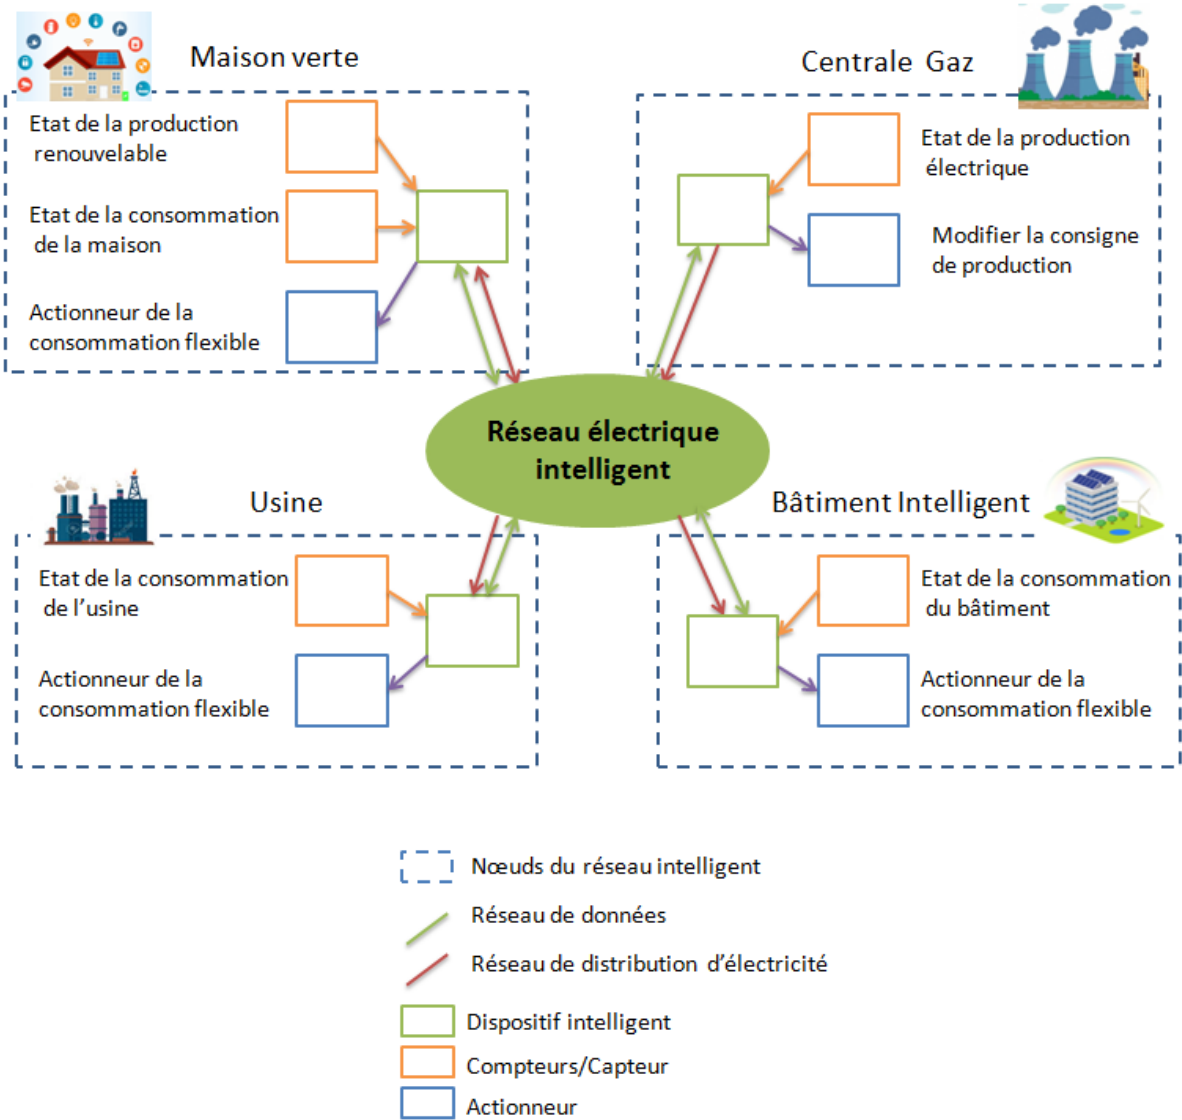 Maison verte
Etat de la production
renouvelable
Etat de la consommation
de la maison
Actionneur de la
consommation flexible
Centrale Gaz
Etat de la production
électrique
Modifier la consigne
de production
Réseau électrique
intelligent
Usine
Etat de la consommation
de l'usine
Actionneur de la
consommation flexible
Bâtiment Intelligent
Etat de la consommation
du bâtiment
Actionneur de la
consommation flexible
Nœuds du réseau intelligent
Réseau de données
Réseau de distribution d'électricité
Dispositif intelligent
Compteurs/Capteur
Actionneur